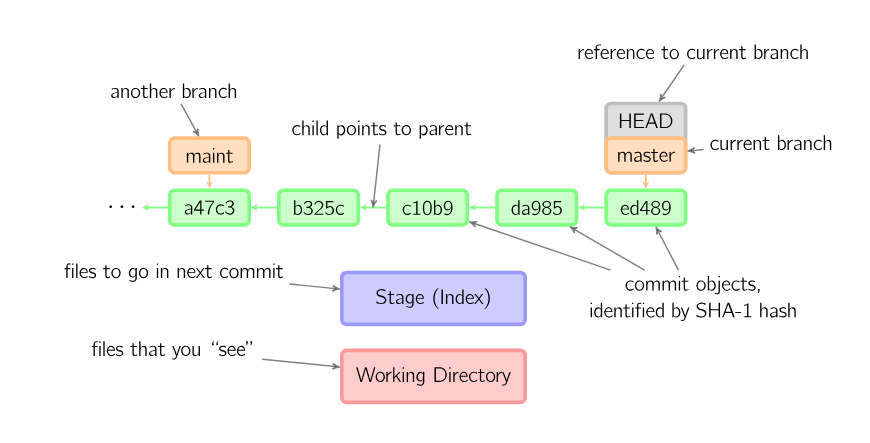 reference to current branch
another branch
HEAD
child points to parent
current branch
maint
master
··· a47c3 b325c c10b9 da985 ed489
files to go in next commit
commit objects,
identified by SHA-1 hash
Stage (Index)
files that you “see”
Working Directory